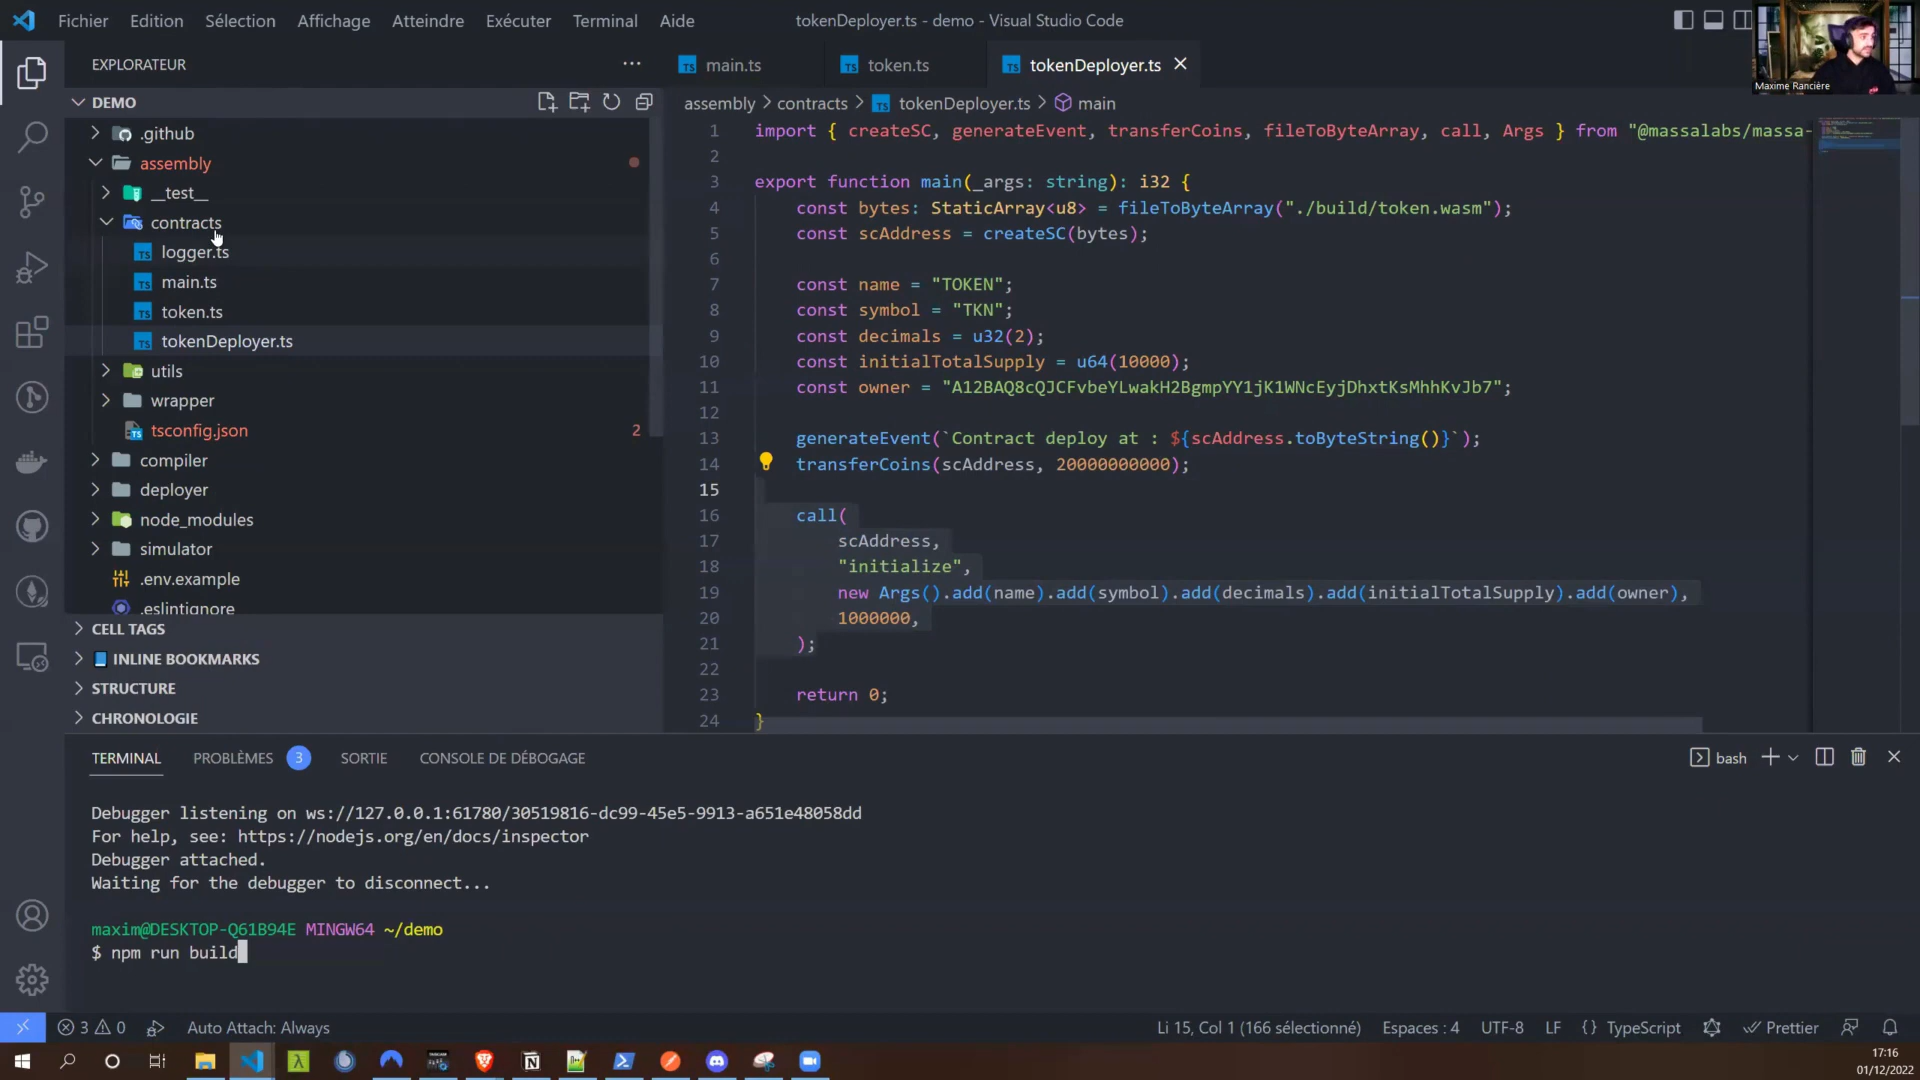 Fichier Edition Sélection Affichage Atteindre Exécuter Terminal Aide
tokenDeployer.ts - demo - Visual Studio Code
Maxime Rancière
EXPLORATEUR
DEMO
.github
assembly
__test__
contracts
logger.ts
main.ts
token.ts
tokenDeployer.ts
utils
wrapper
tsconfig.json 2
compiler
deployer
node_modules
simulator
.env.example
.eslintignore
CELL TAGS
INLINE BOOKMARKS
STRUCTURE
CHRONOLOGIE
main.ts token.ts tokenDeployer.ts
assembly > contracts > tokenDeployer.ts > main
1 import { createSC, generateEvent, transferCoins, fileToByteArray, call, Args } from "@massalabs/massa-
2
3 export function main(_args: string): i32 {
4 const bytes: StaticArray<u8> = fileToByteArray("./build/token.wasm");
5 const scAddress = createSC(bytes);
6
7 const name = "TOKEN";
8 const symbol = "TKN";
9 const decimals = u32(2);
10 const initialTotalSupply = u64(10000);
11 const owner = "A12BAQ8cQJCFvbeYLwakH2BgmpYY1jK1WNcEyjDhxtKsMhhKvJb7";
12
13 generateEvent(`Contract deploy at : ${scAddress.toByteString()}`);
14 transferCoins(scAddress, 20000000000);
15
16 call(
17 scAddress,
18 "initialize",
19 new Args().add(name).add(symbol).add(decimals).add(initialTotalSupply).add(owner),
20 1000000,
21 );
22
23 return 0;
24 }
TERMINAL PROBLÈMES 3 SORTIE CONSOLE DE DÉBOGAGE
bash
Debugger listening on ws://127.0.0.1:61780/30519816-dc99-45e5-9913-a651e48058dd
For help, see: https://nodejs.org/en/docs/inspector
Debugger attached.
Waiting for the debugger to disconnect...
maxim@DESKTOP-Q61B94E MINGW64 ~/demo
$ npm run build
3 0 Auto Attach: Always
Li 15, Col 1 (166 sélectionné) Espaces : 4 UTF-8 LF {} TypeScript Prettier
17:16
01/12/2022